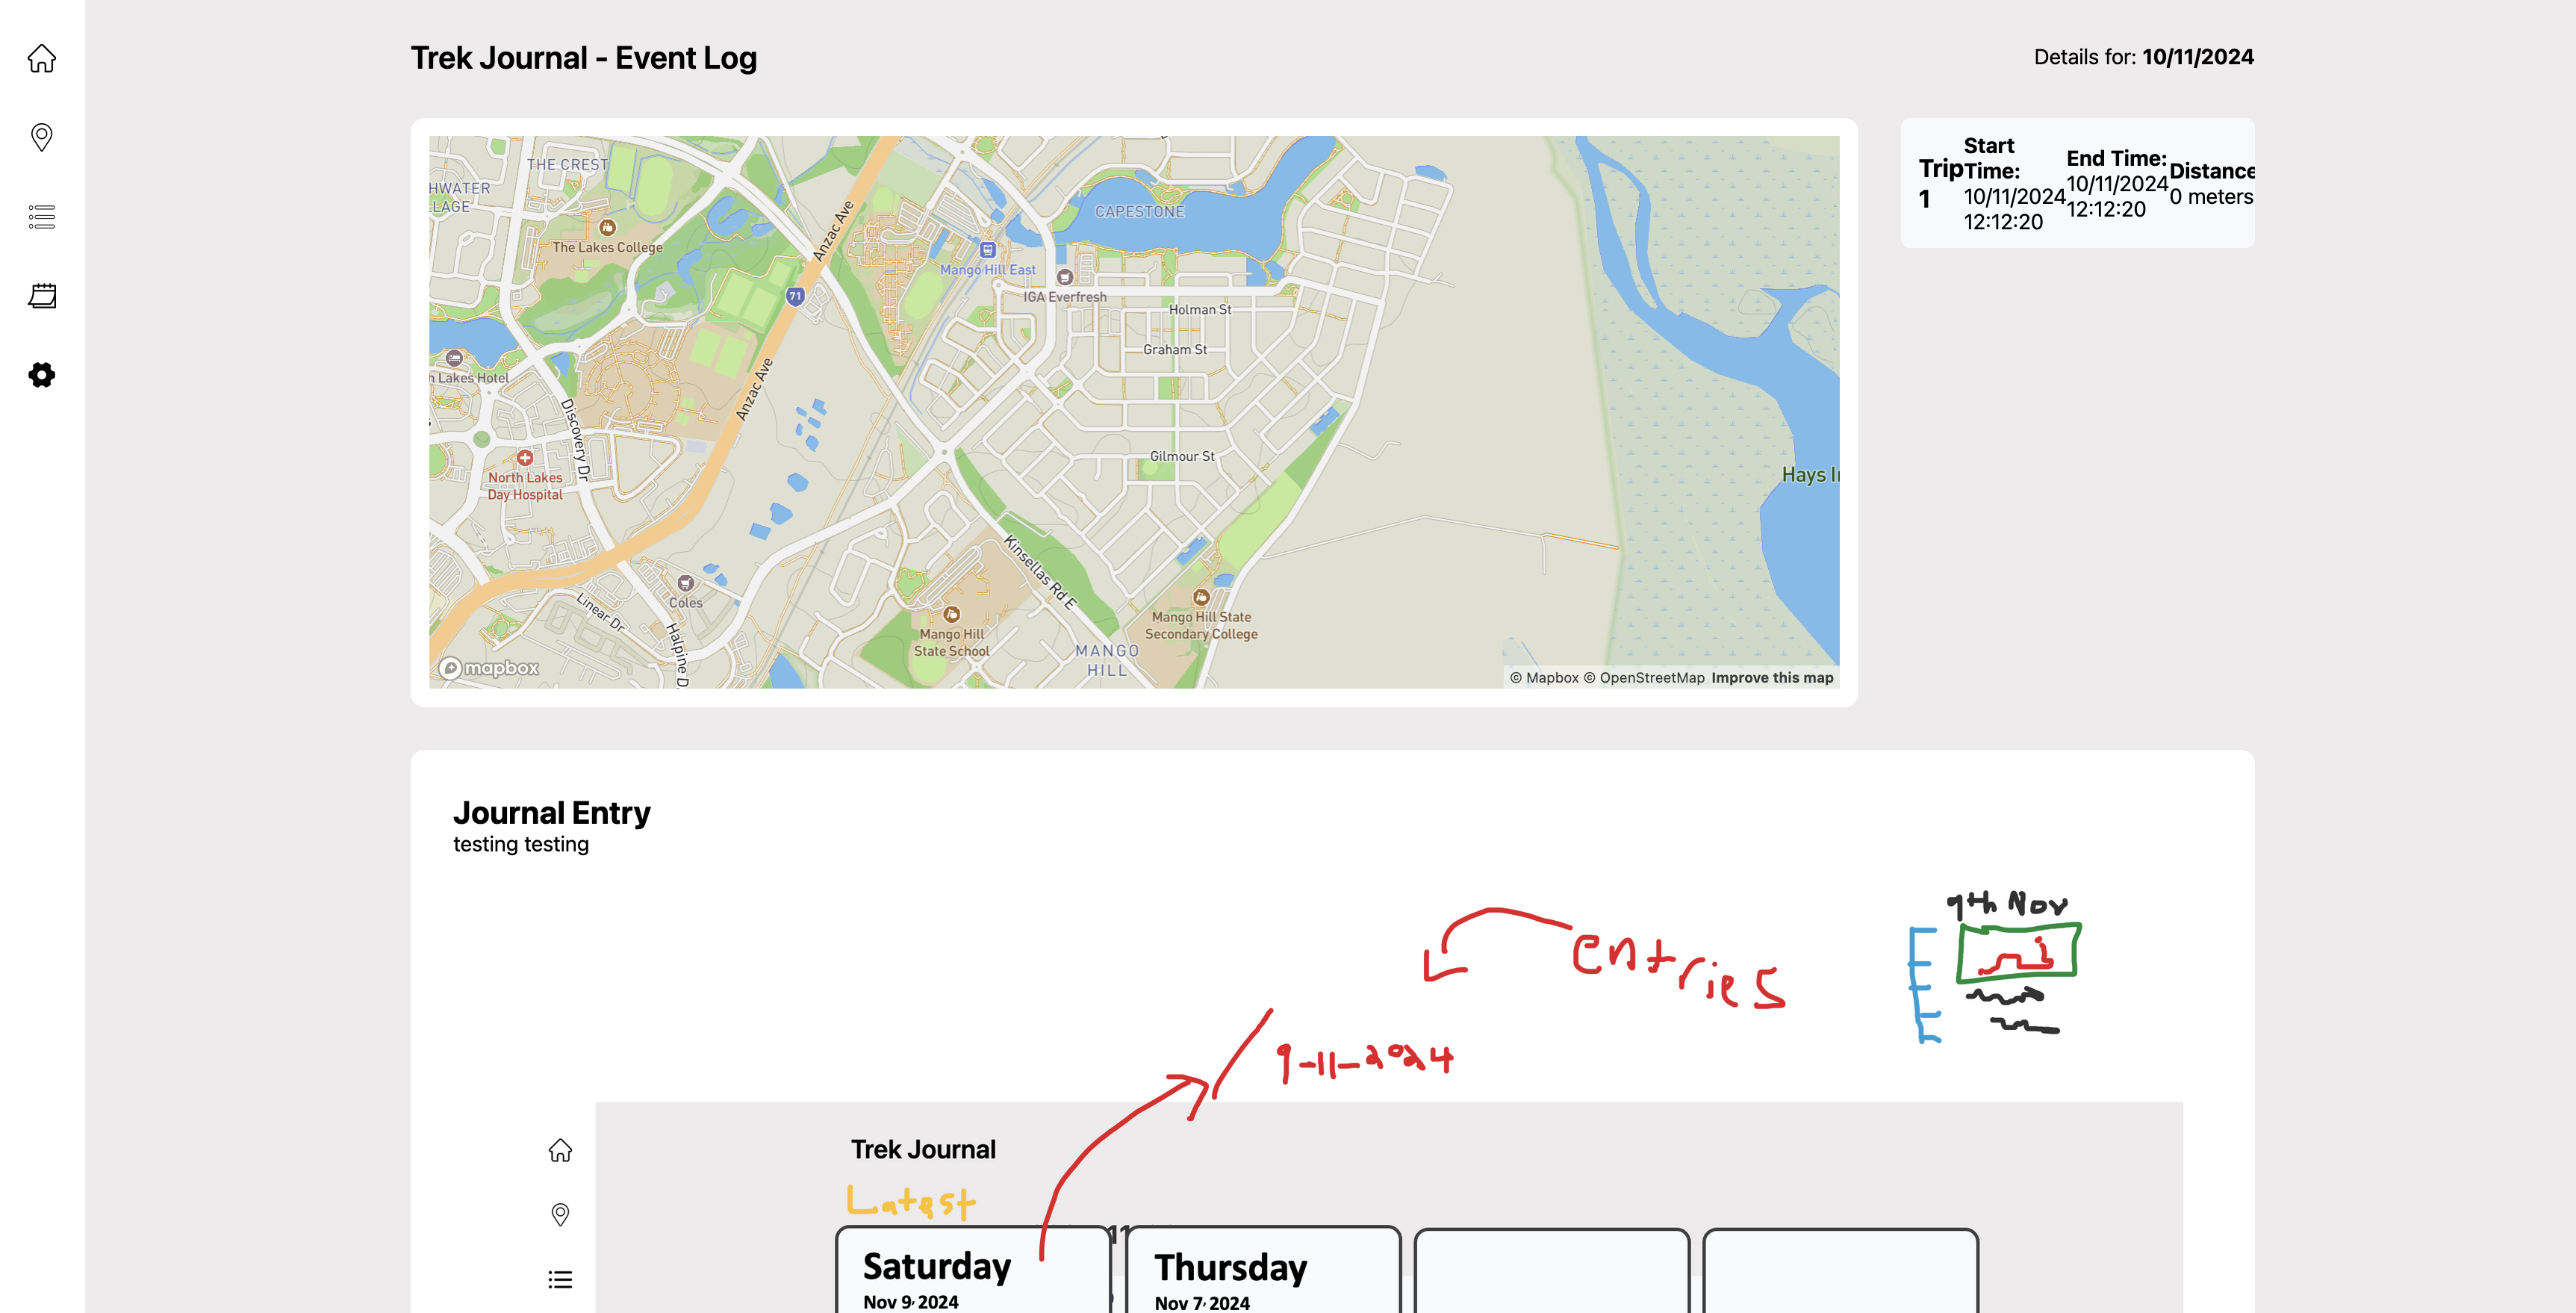 Trek Journal - Event Log
Details for: 10/11/2024
THE CREST
HWATER
LAGE
The Lakes College
Anzac Ave
CAPESTONE
Mango Hill East
IGA Everfresh
71
Holman St
Graham St
h Lakes Hotel
Anzac Ave
Discovery Dr
Gilmour St
North Lakes
Day Hospital
Hays In
Kinsellas Rd E
Coles
Linear Dr
Halpine D
Mango Hill
State School
Mango Hill State
Secondary College
MANGO
HILL
mapbox
© Mapbox © OpenStreetMap Improve this map
Trip
1
Start
Time:
10/11/2024
12:12:20
End Time:
10/11/2024
12:12:20
Distance
0 meters
Journal Entry
testing testing
9th Nov
entries
9-11-2024
Trek Journal
Latest
11
Saturday
Nov 9, 2024
Thursday
Nov 7, 2024